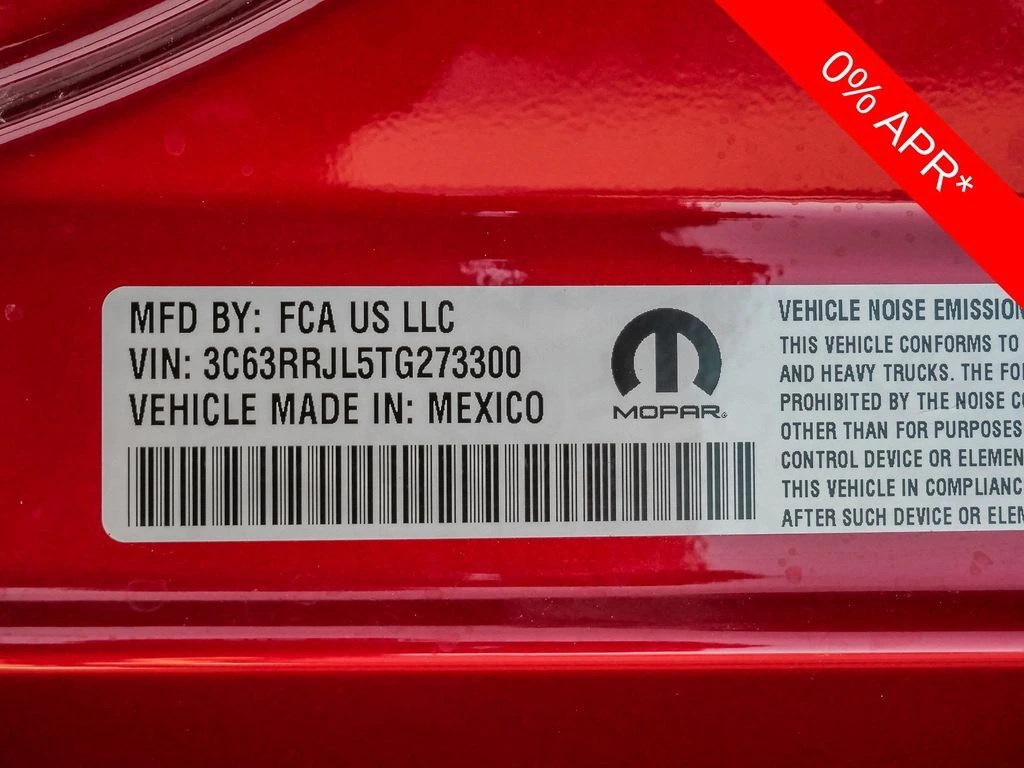 0% APR*
MFD BY: FCA US LLC
VIN: 3C63RRJL5TG273300
VEHICLE MADE IN: MEXICO
MOPAR®
VEHICLE NOISE EMISSION
THIS VEHICLE CONFORMS TO
AND HEAVY TRUCKS. THE FO
PROHIBITED BY THE NOISE CO
OTHER THAN FOR PURPOSES
CONTROL DEVICE OR ELEMEN
THIS VEHICLE IN COMPLIANC
AFTER SUCH DEVICE OR ELEM